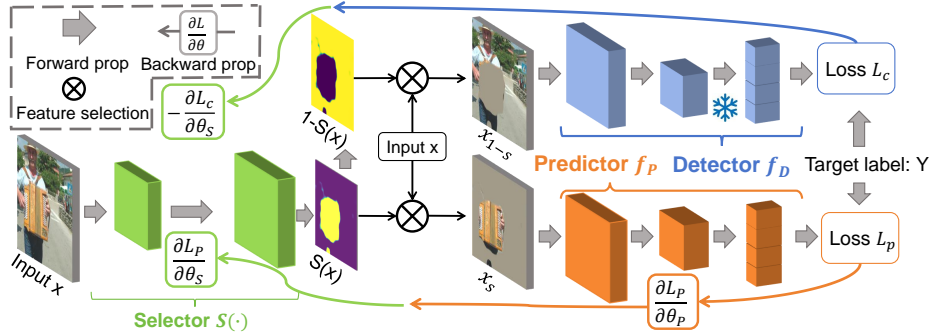 ∂L/∂θ
Forward prop
Backward prop
⊗
Feature selection
−∂L_c/∂θ_S
1-S(x)
Input x
x_{1−s}
Loss L_c
Predictor f_P
Detector f_D
Target label: Y
Input x
∂L_P/∂θ_S
S(x)
x_s
Loss L_p
∂L_P/∂θ_P
Selector S(·)